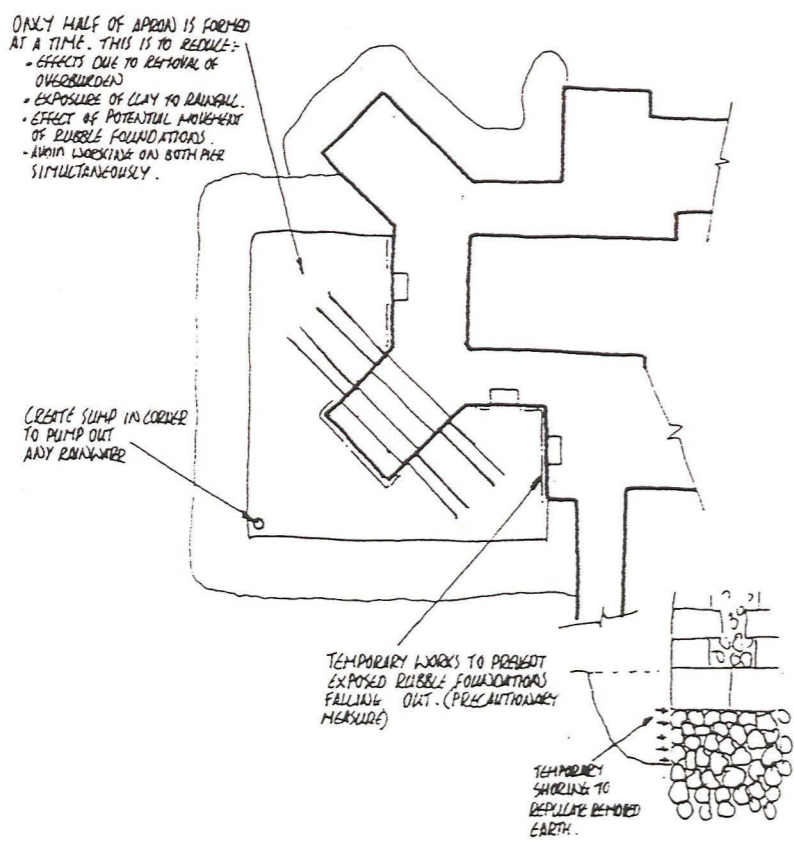 ONLY HALF OF APRON IS FORMED
AT A TIME. THIS IS TO REDUCE:-
• EFFECTS DUE TO REMOVAL OF
OVERBURDEN
• EXPOSURE OF CLAY TO RAINFALL.
• EFFECT OF POTENTIAL MOVEMENT
OF RUBBLE FOUNDATIONS.
- AVOID WORKING ON BOTH PIER
SIMULTANEOUSLY.
CREATE SUMP IN CORNER
TO PUMP OUT
ANY
TEMPORARY WORKS TO PREVENT
EXPOSED RUBBLE FOUNDATIONS
FALLING OUT. (PRECAUTIONARY
MEASURE)
TEMPORARY
SHORING TO
REPLICATE REMOVED
EARTH.